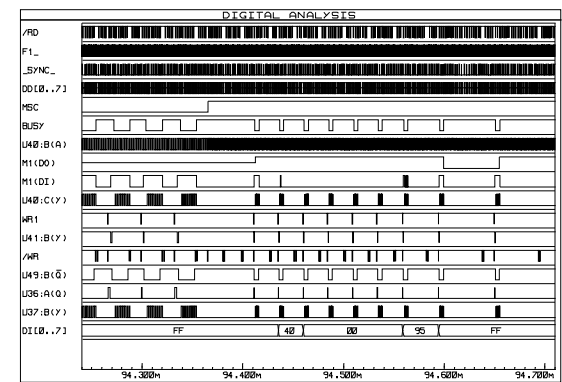 DIGITAL ANALYSIS
/RD
F1_
_SYNC_
DD[0..7]
MSC
BUSY
U40:B(A)
M1(DO)
M1(DI)
U40:C(Y)
WR1
U41:B(Y)
/WR
U49:B(Q̅)
U36:A(Q)
U37:B(Y)
DI[0..7] FF 40 00 95 FF
94.300m 94.400m 94.500m 94.600m 94.700m